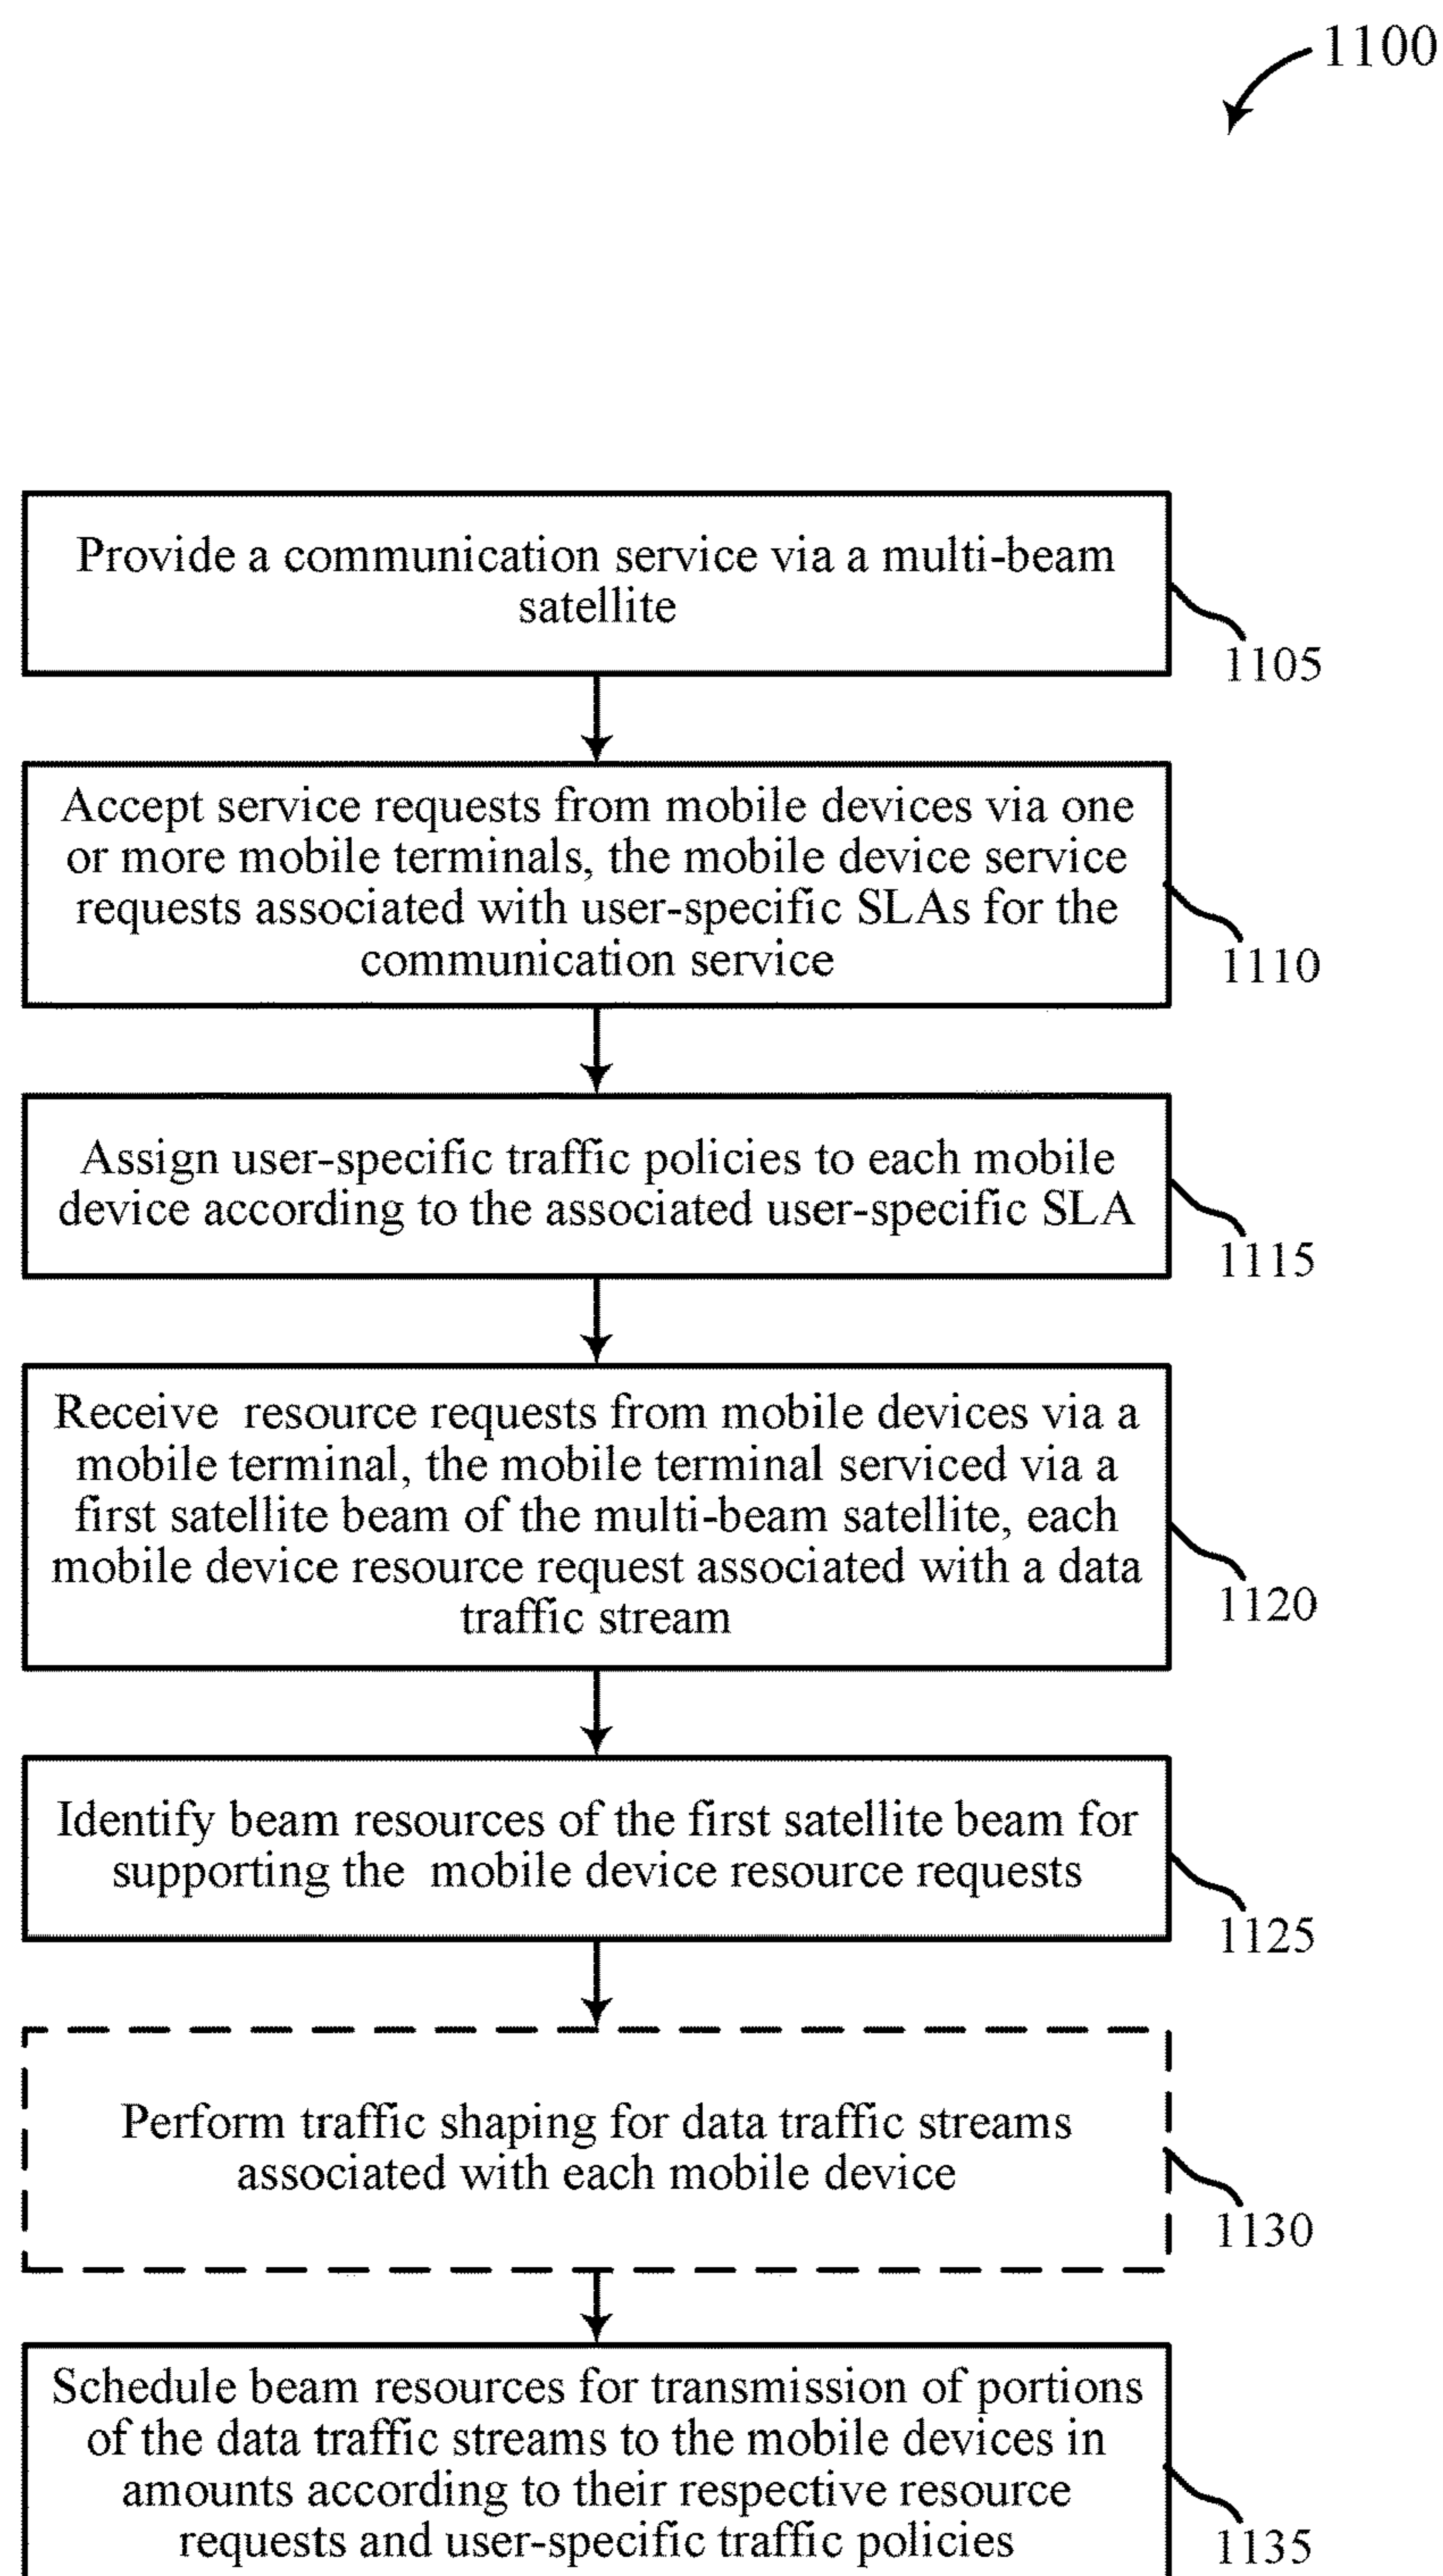 1100
Provide a communication service via a multi-beam
satellite
1105
Accept service requests from mobile devices via one
or more mobile terminals, the mobile device service
requests associated with user-specific SLAs for the
communication service
1110
Assign user-specific traffic policies to each mobile
device according to the associated user-specific SLA
1115
Receive resource requests from mobile devices via a
mobile terminal, the mobile terminal serviced via a
first satellite beam of the multi-beam satellite, each
mobile device resource request associated with a data
traffic stream
1120
Identify beam resources of the first satellite beam for
supporting the mobile device resource requests
1125
Perform traffic shaping for data traffic streams
associated with each mobile device
1130
Schedule beam resources for transmission of portions
of the data traffic streams to the mobile devices in
amounts according to their respective resource
requests and user-specific traffic policies
1135